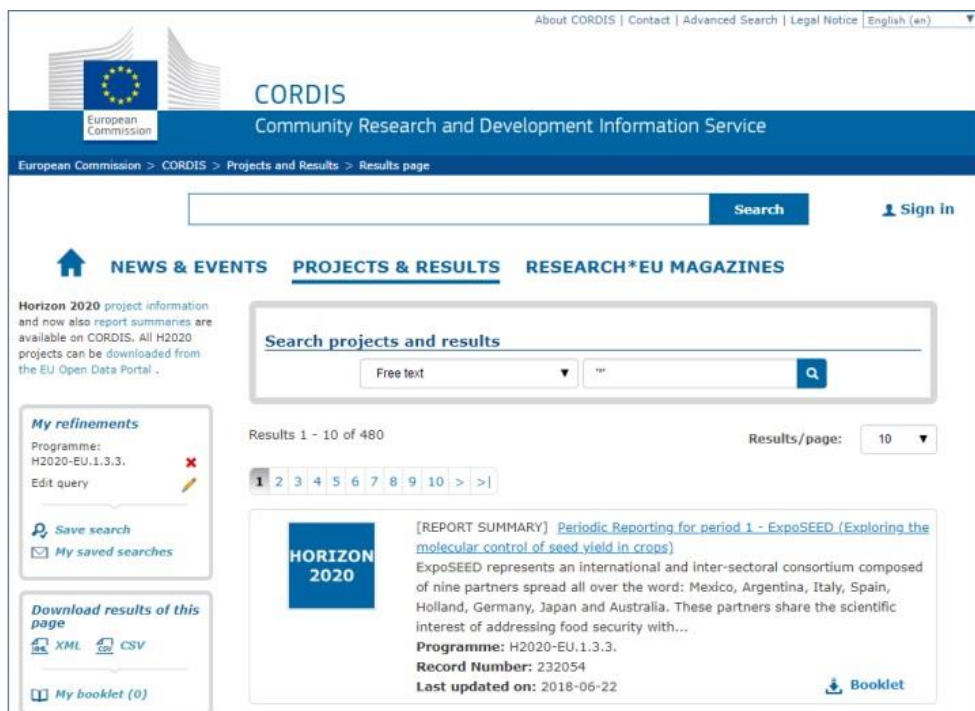 About CORDIS | Contact | Advanced Search | Legal Notice English (en) ▼
European
Commission
CORDIS
Community Research and Development Information Service
European Commission > CORDIS > Projects and Results > Results page
Search
Sign in
NEWS & EVENTS PROJECTS & RESULTS RESEARCH*EU MAGAZINES
Horizon 2020 project information
and now also report summaries are
available on CORDIS. All H2020
projects can be downloaded from
the EU Open Data Portal .
My refinements
Programme:
H2020-EU.1.3.3.
Edit query
Save search
My saved searches
Download results of this
page
XML CSV
My booklet (0)
Search projects and results
Free text ▼ "*"
Results 1 - 10 of 480
Results/page: 10 ▼
1 2 3 4 5 6 7 8 9 10 > >|
HORIZON
2020
[REPORT SUMMARY] Periodic Reporting for period 1 - ExpoSEED (Exploring the
molecular control of seed yield in crops)
ExpoSEED represents an international and inter-sectoral consortium composed
of nine partners spread all over the word: Mexico, Argentina, Italy, Spain,
Holland, Germany, Japan and Australia. These partners share the scientific
interest of addressing food security with...
Programme: H2020-EU.1.3.3.
Record Number: 232054
Last updated on: 2018-06-22
Booklet